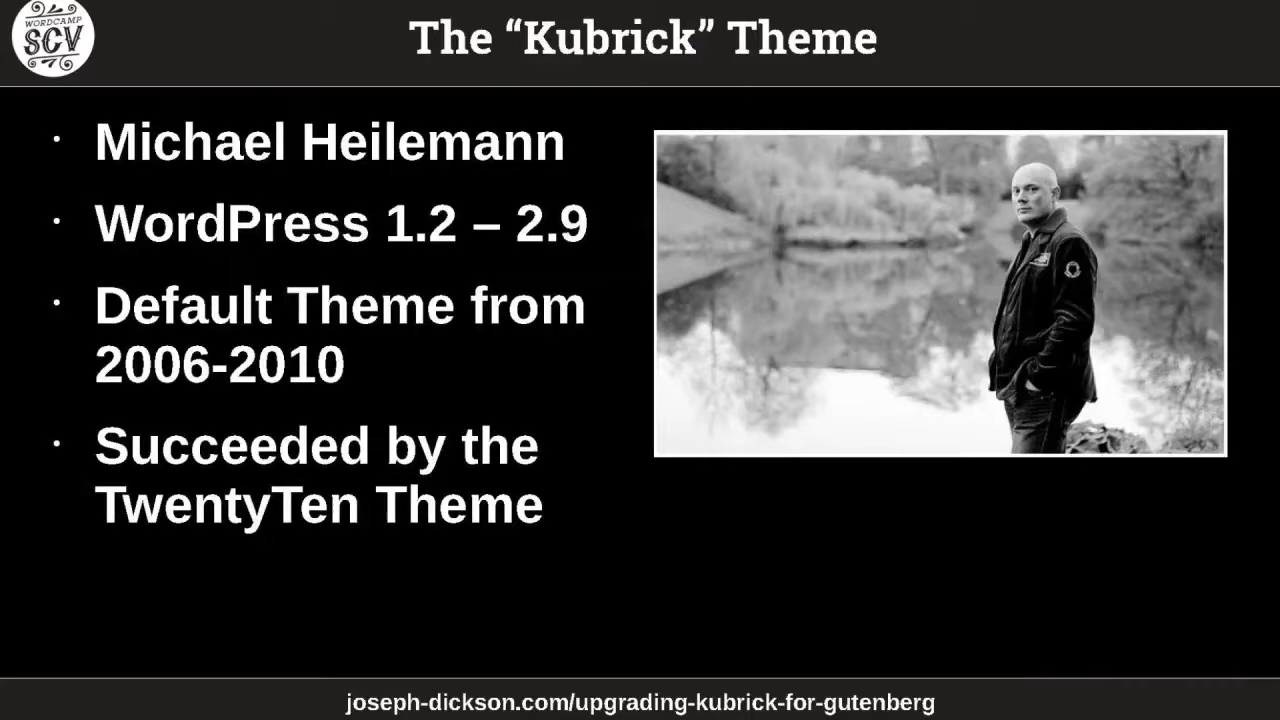 WORDCAMP
SCV
The “Kubrick” Theme
· Michael Heilemann
· WordPress 1.2 – 2.9
· Default Theme from
2006-2010
· Succeeded by the
TwentyTen Theme
joseph-dickson.com/upgrading-kubrick-for-gutenberg